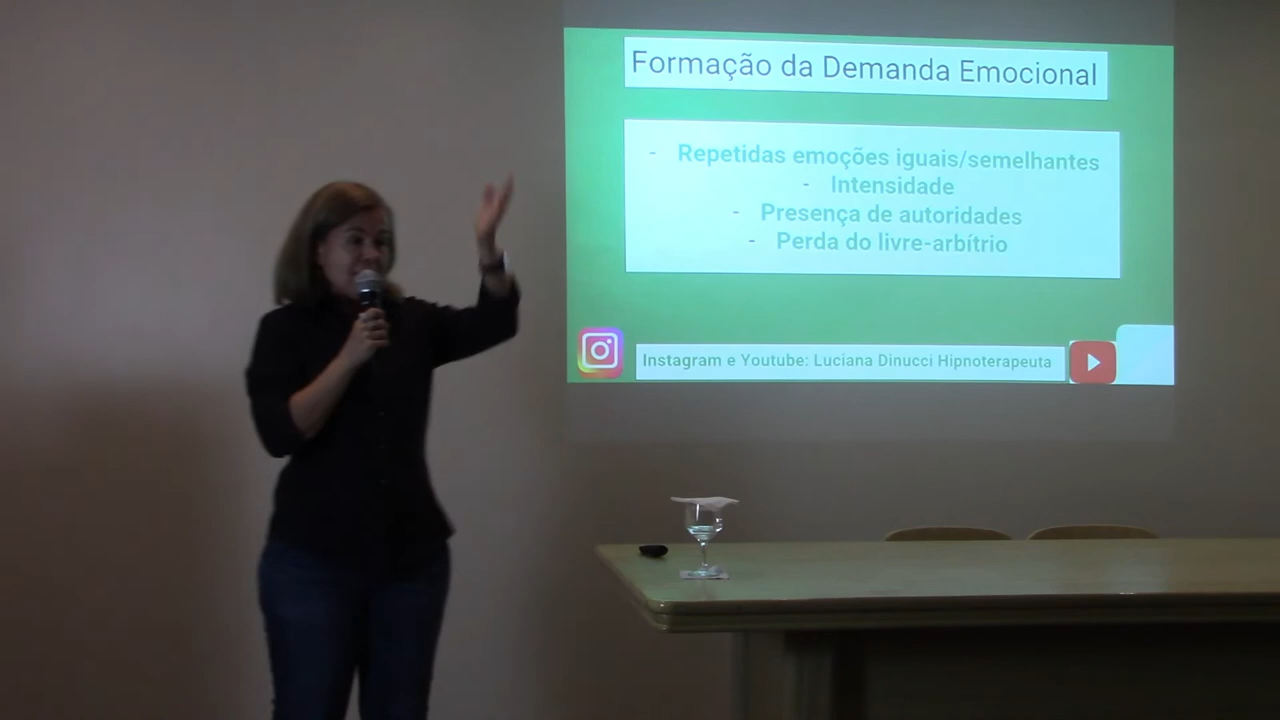 Formação da Demanda Emocional
- Repetidas emoções iguais/semelhantes
- Intensidade
- Presença de autoridades
- Perda do livre-arbítrio
Instagram e Youtube: Luciana Dinucci Hipnoterapeuta